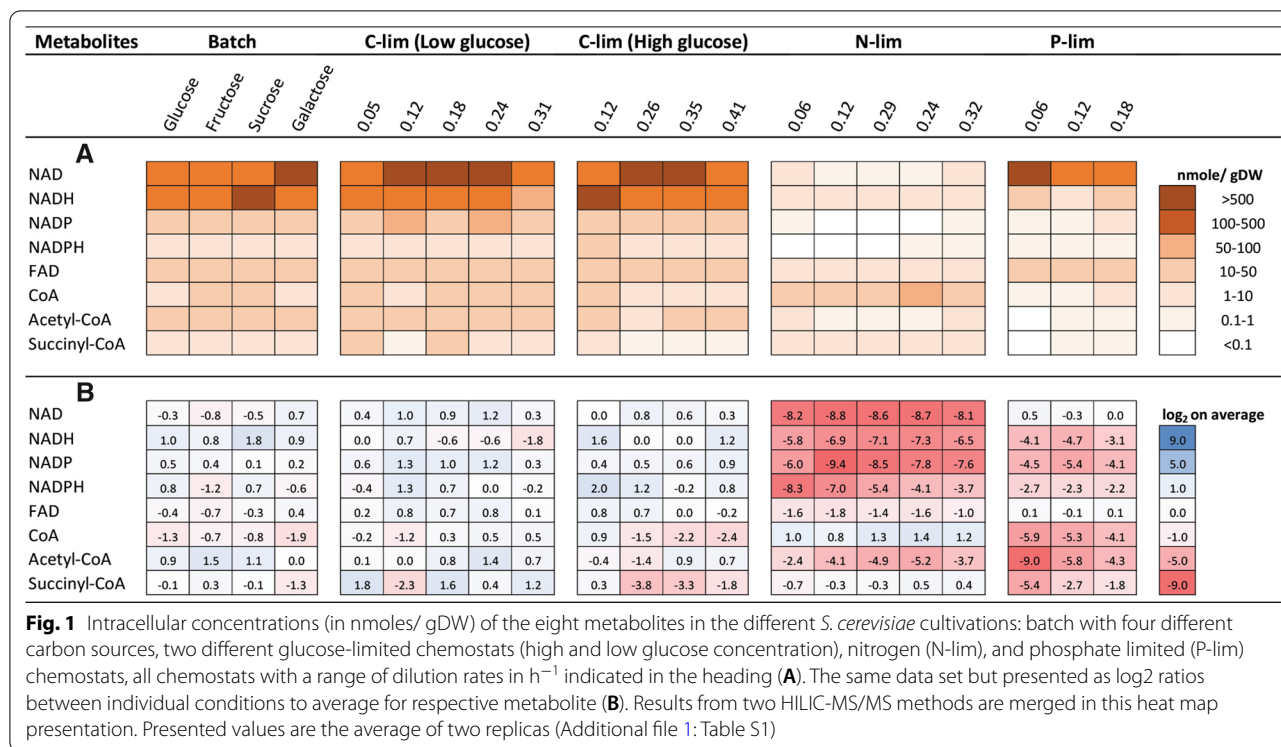 Metabolites Batch C-lim (Low glucose) C-lim (High glucose) N-lim P-lim
Glucose Fructose Sucrose Galactose 0.05 0.12 0.18 0.24 0.31 0.12 0.26 0.35 0.41 0.06 0.12 0.29 0.24 0.32 0.06 0.12 0.18
A
NAD nmole/ gDW
NADH >500
NADP 100-500
NADPH 50-100
FAD 10-50
CoA 1-10
Acetyl-CoA 0.1-1
Succinyl-CoA <0.1
B
NAD -0.3 -0.8 -0.5 0.7 0.4 1.0 0.9 1.2 0.3 0.0 0.8 0.6 0.3 -8.2 -8.8 -8.6 -8.7 -8.1 0.5 -0.3 0.0 log2 on average
NADH 1.0 0.8 1.8 0.9 0.0 0.7 -0.6 -0.6 -1.8 1.6 0.0 0.0 1.2 -5.8 -6.9 -7.1 -7.3 -6.5 -4.1 -4.7 -3.1 9.0
NADP 0.5 0.4 0.1 0.2 0.6 1.3 1.0 1.2 0.3 0.4 0.5 0.6 0.9 -6.0 -9.4 -8.5 -7.8 -7.6 -4.5 -5.4 -4.1 5.0
NADPH 0.8 -1.2 0.7 -0.6 -0.4 1.3 0.7 0.0 -0.2 2.0 1.2 -0.2 0.8 -8.3 -7.0 -5.4 -4.1 -3.7 -2.7 -2.3 -2.2 1.0
FAD -0.4 -0.7 -0.3 0.4 0.2 0.8 0.7 0.8 0.1 0.8 0.7 0.0 -0.2 -1.6 -1.8 -1.4 -1.6 -1.0 0.1 -0.1 0.1 0.0
CoA -1.3 -0.7 -0.8 -1.9 -0.2 -1.2 0.3 0.5 0.5 0.9 -1.5 -2.2 -2.4 1.0 0.8 1.3 1.4 1.2 -5.9 -5.3 -4.1 -1.0
Acetyl-CoA 0.9 1.5 1.1 0.0 0.1 0.0 0.8 1.4 0.7 -0.4 -1.4 0.9 0.7 -2.4 -4.1 -4.9 -5.2 -3.7 -9.0 -5.8 -4.3 -5.0
Succinyl-CoA -0.1 0.3 -0.1 -1.3 1.8 -2.3 1.6 0.4 1.2 0.3 -3.8 -3.3 -1.8 -0.7 -0.3 -0.3 0.5 0.4 -5.4 -2.7 -1.8 -9.0
Fig. 1 Intracellular concentrations (in nmoles/ gDW) of the eight metabolites in the different S. cerevisiae cultivations: batch with four different
carbon sources, two different glucose-limited chemostats (high and low glucose concentration), nitrogen (N-lim), and phosphate limited (P-lim)
chemostats, all chemostats with a range of dilution rates in h−1 indicated in the heading (A). The same data set but presented as log2 ratios
between individual conditions to average for respective metabolite (B). Results from two HILIC-MS/MS methods are merged in this heat map
presentation. Presented values are the average of two replicas (Additional file 1: Table S1)